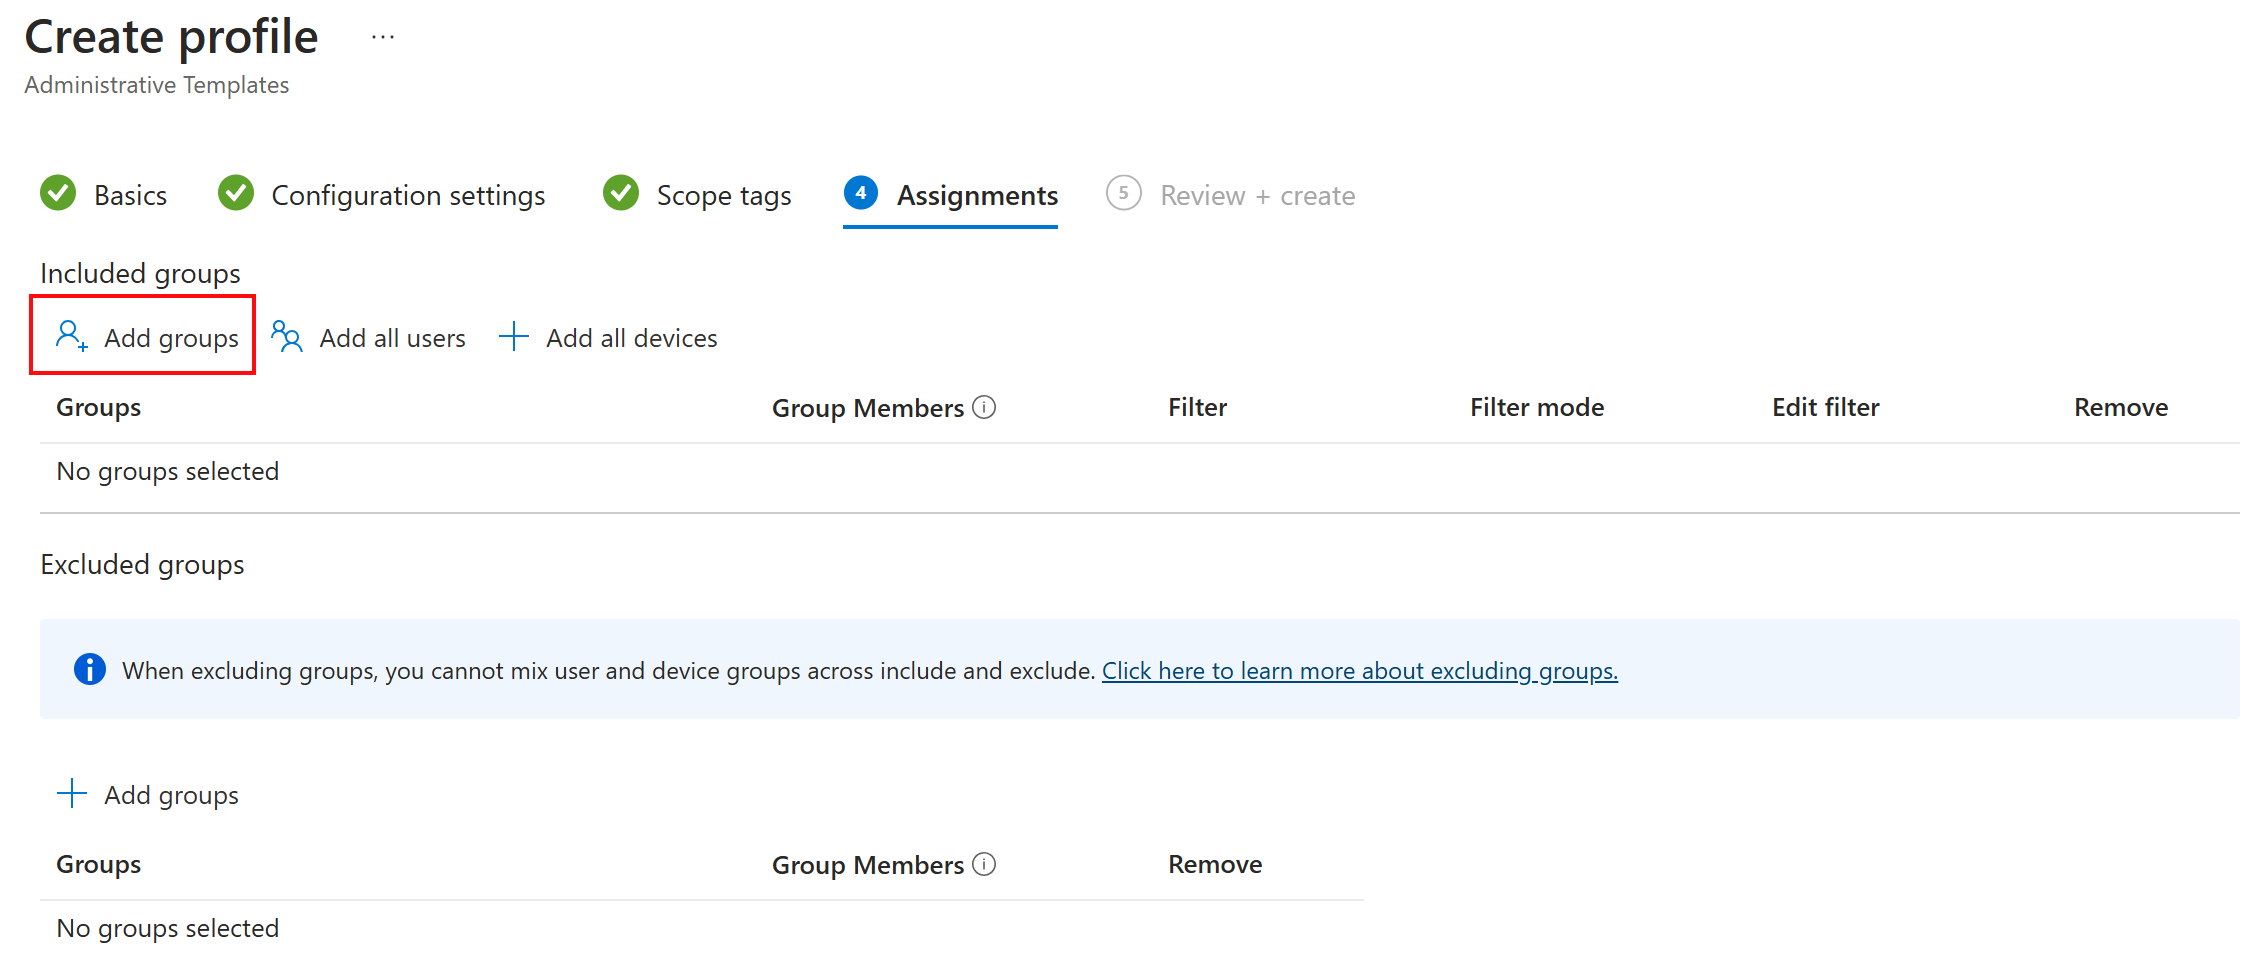 Create profile ...
Administrative Templates
Basics Configuration settings Scope tags 4 Assignments 5 Review + create
Included groups
Add groups Add all users Add all devices
Groups Group Members Filter Filter mode Edit filter Remove
No groups selected
Excluded groups
When excluding groups, you cannot mix user and device groups across include and exclude. Click here to learn more about excluding groups.
Add groups
Groups Group Members Remove
No groups selected